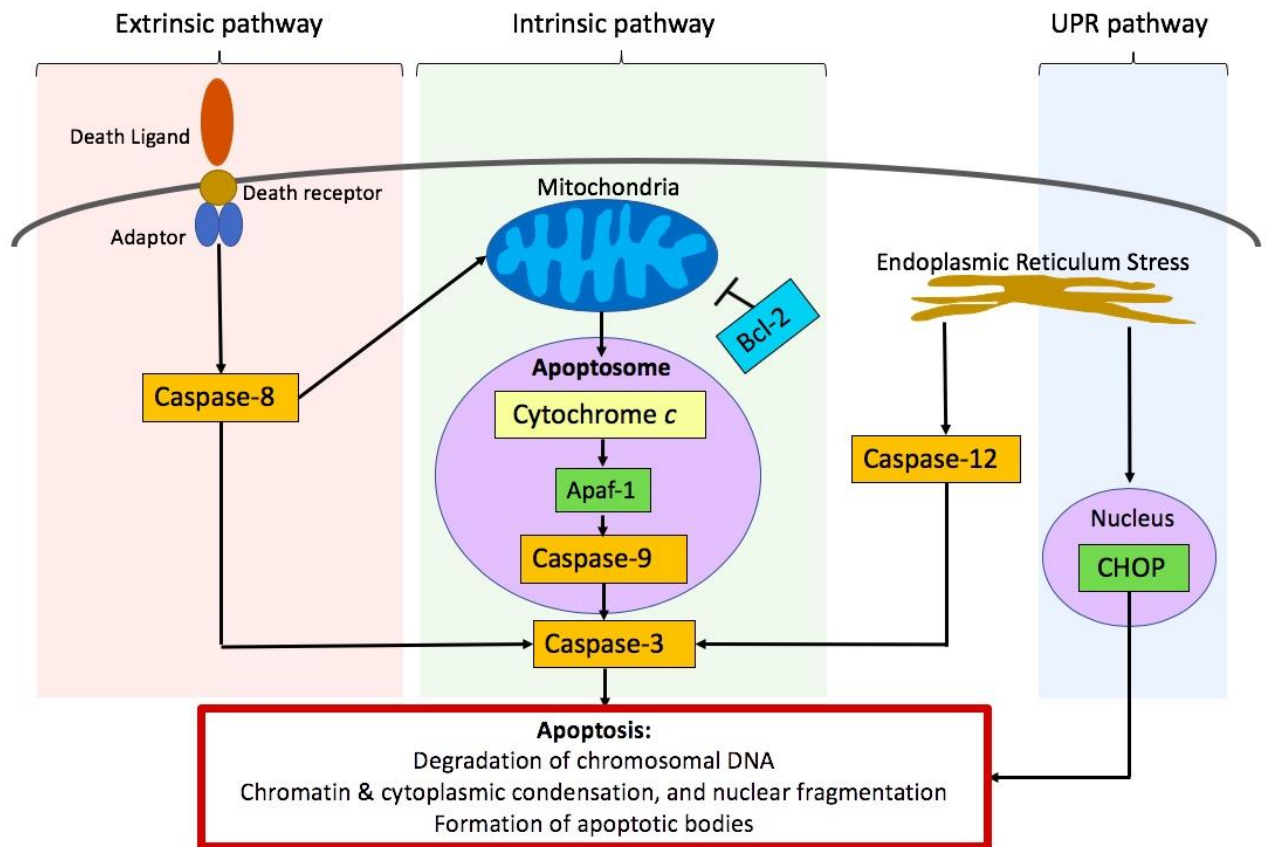 Extrinsic pathway
Intrinsic pathway
UPR pathway
Death Ligand
Death receptor
Adaptor
Mitochondria
Endoplasmic Reticulum Stress
Bcl-2
Apoptosome
Caspase-8
Cytochrome c
Caspase-12
Apaf-1
Nucleus
Caspase-9
CHOP
Caspase-3
Apoptosis:
Degradation of chromosomal DNA
Chromatin & cytoplasmic condensation, and nuclear fragmentation
Formation of apoptotic bodies